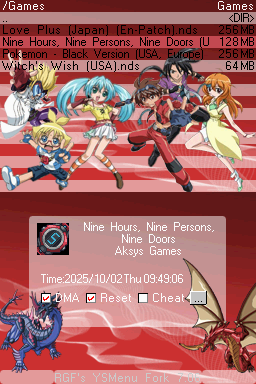 /Games Games
.. <DIR>
Love Plus (Japan) (En-Patch).nds 256MB
Nine Hours, Nine Persons, Nine Doors (U 128MB
Pokemon - Black Version (USA, Europe) 256MB
Witch's Wish (USA).nds 64MB
Nine Hours, Nine Persons,
Nine Doors
Aksys Games
Time:2025/10/02Thu 09:49:06
DMA Reset Cheat ...
RGF's YSMenu Fork 7.06